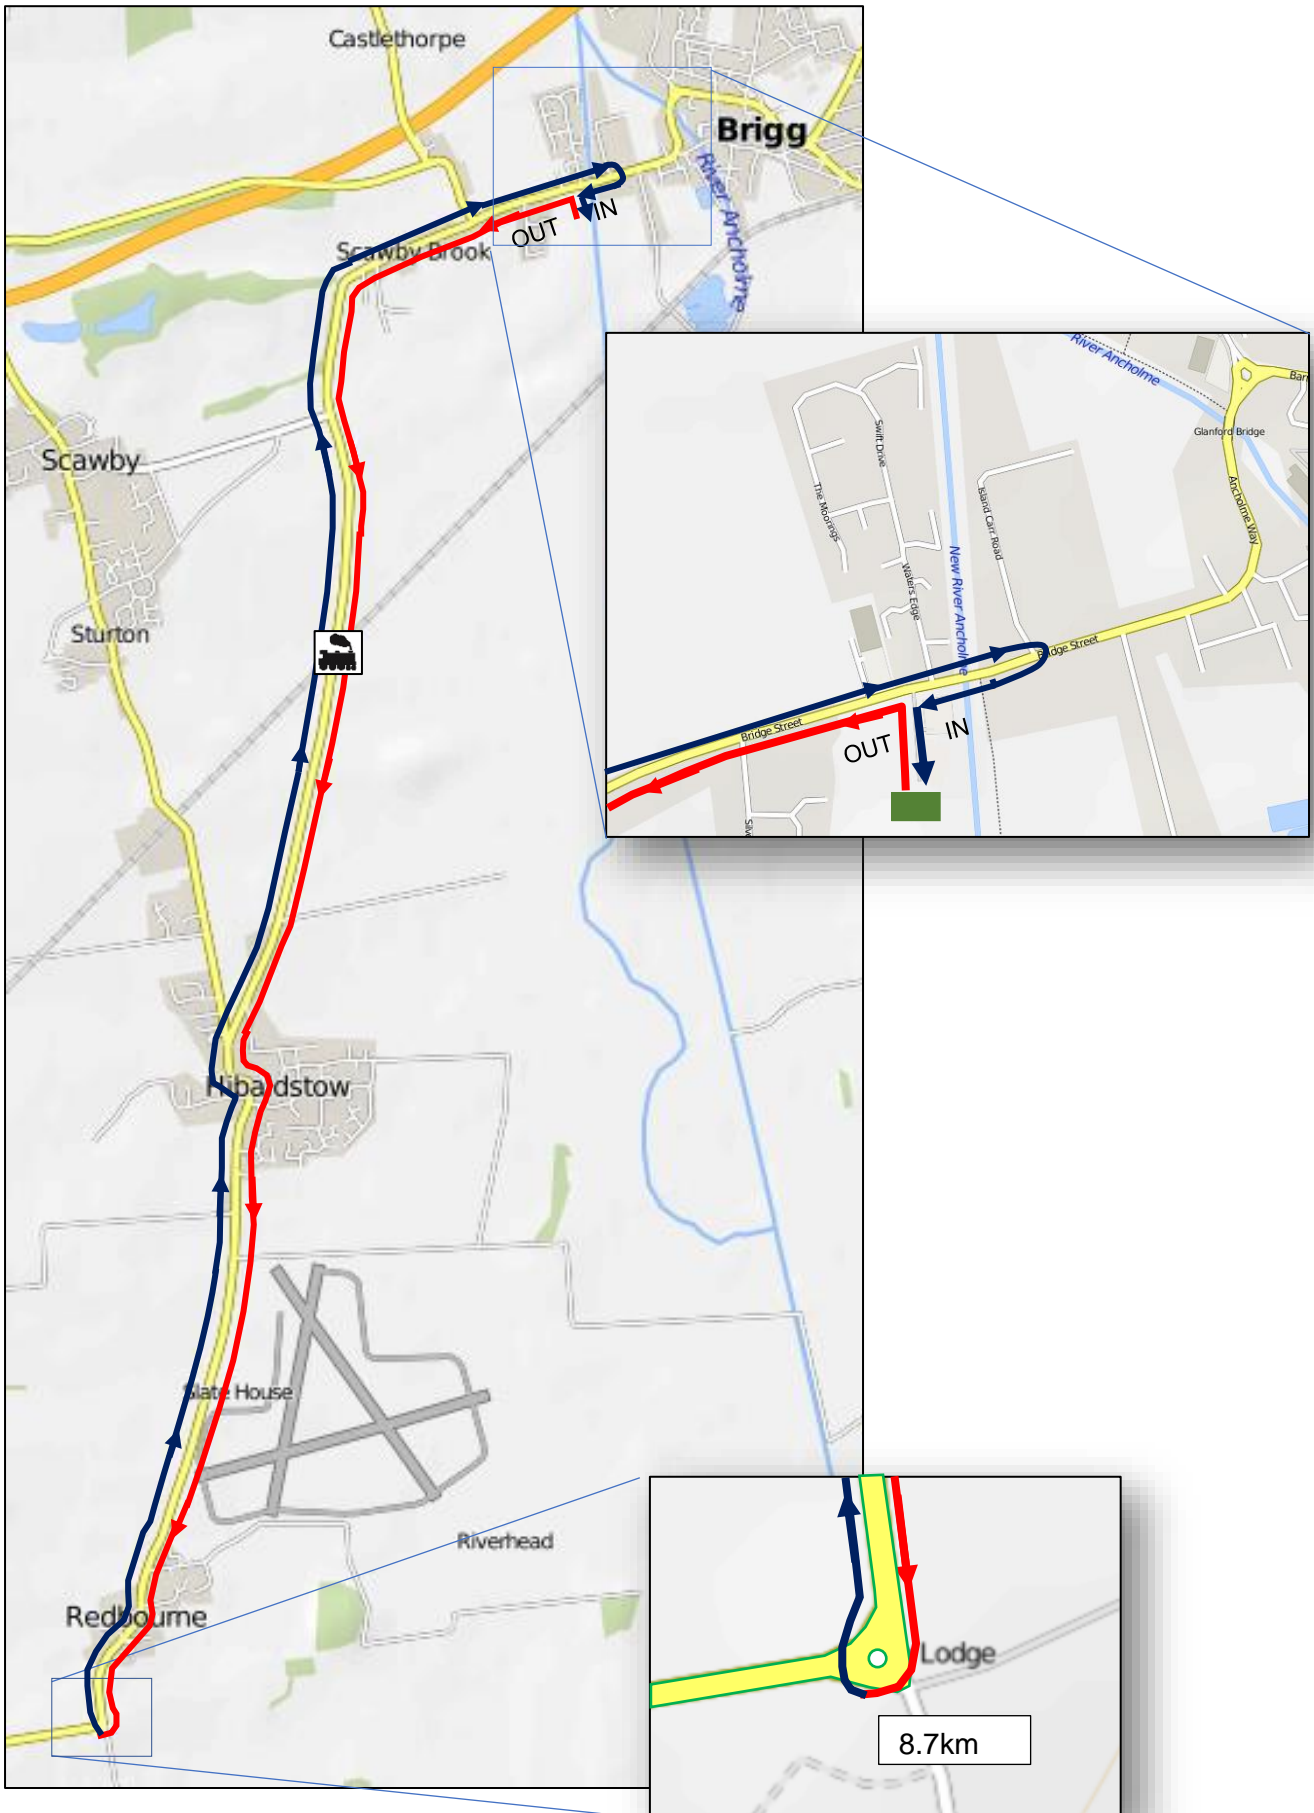 Castlethorpe
Brigg
River Ancholme
IN
OUT
Scawby Brook
River Ancholme
Bar
Glanford Bridge
Swift Drive
Scawby
The Moorings
Island Carr Road
Ancholme Way
New River Ancholme
Waters Edge
Sturton
Bridge Street
Bridge Street
IN
OUT
Silv
Hibaldstow
Slate House
Riverhead
Redbourne
Lodge
8.7km